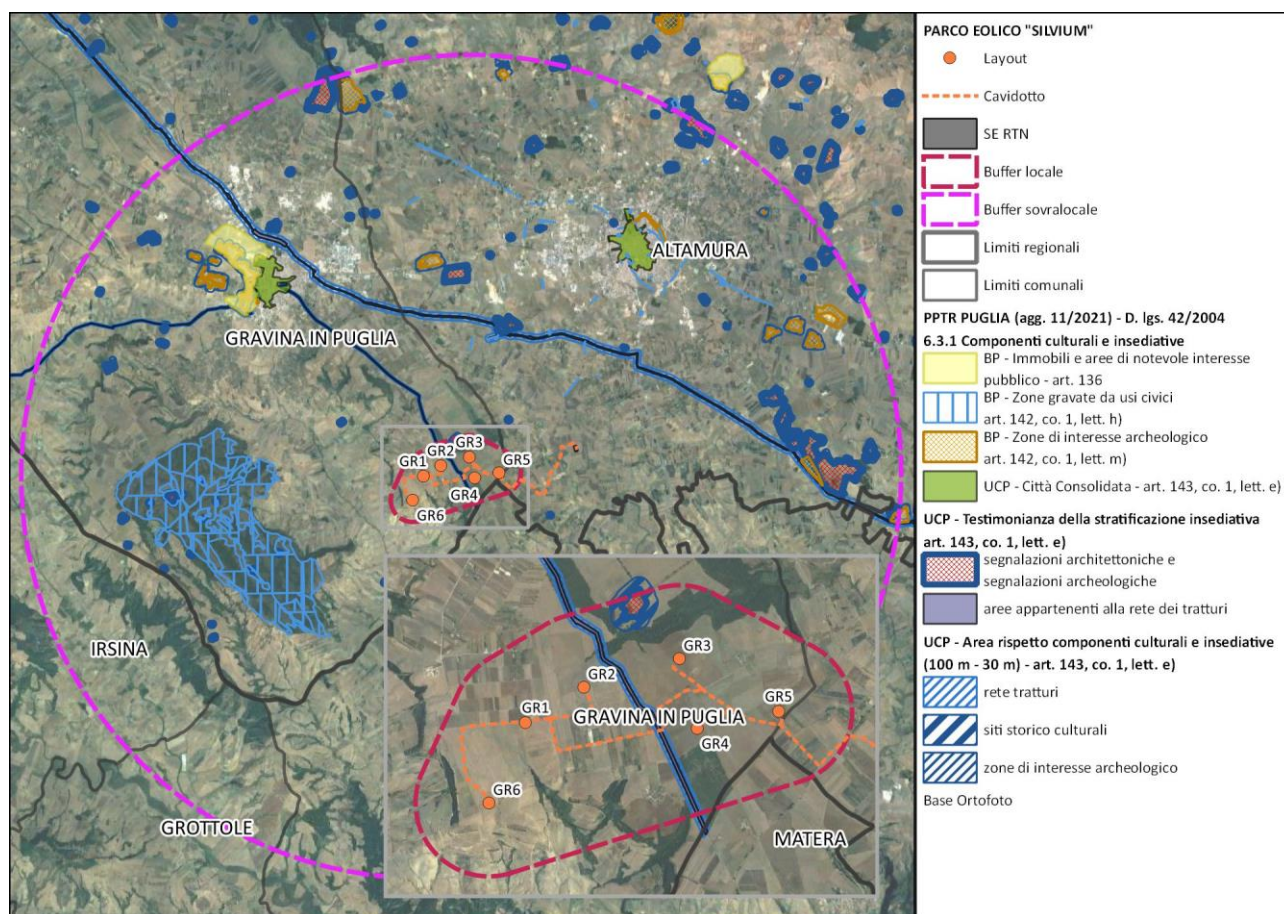 ALTAMURA
GRAVINA IN PUGLIA
GR3
GR2
GR1
GR5
GR4
GR6
IRSINA
GROTTOLE
GR3
GR2
GR5
GR1
GRAVINA IN PUGLIA
GR4
GR6
MATERA
PARCO EOLICO "SILVIUM"
Layout
Cavidotto
SE RTN
Buffer locale
Buffer sovralocale
Limiti regionali
Limiti comunali
PPTR PUGLIA (agg. 11/2021) - D. lgs. 42/2004
6.3.1 Componenti culturali e insediative
BP - Immobili e aree di notevole interesse
pubblico - art. 136
BP - Zone gravate da usi civici
art. 142, co. 1, lett. h)
BP - Zone di interesse archeologico
art. 142, co. 1, lett. m)
UCP - Città Consolidata - art. 143, co. 1, lett. e)
UCP - Testimonianza della stratificazione insediativa
art. 143, co. 1, lett. e)
segnalazioni architettoniche e
segnalazioni archeologiche
aree appartenenti alla rete dei tratturi
UCP - Area rispetto componenti culturali e insediative
(100 m - 30 m) - art. 143, co. 1, lett. e)
rete tratturi
siti storico culturali
zone di interesse archeologico
Base Ortofoto